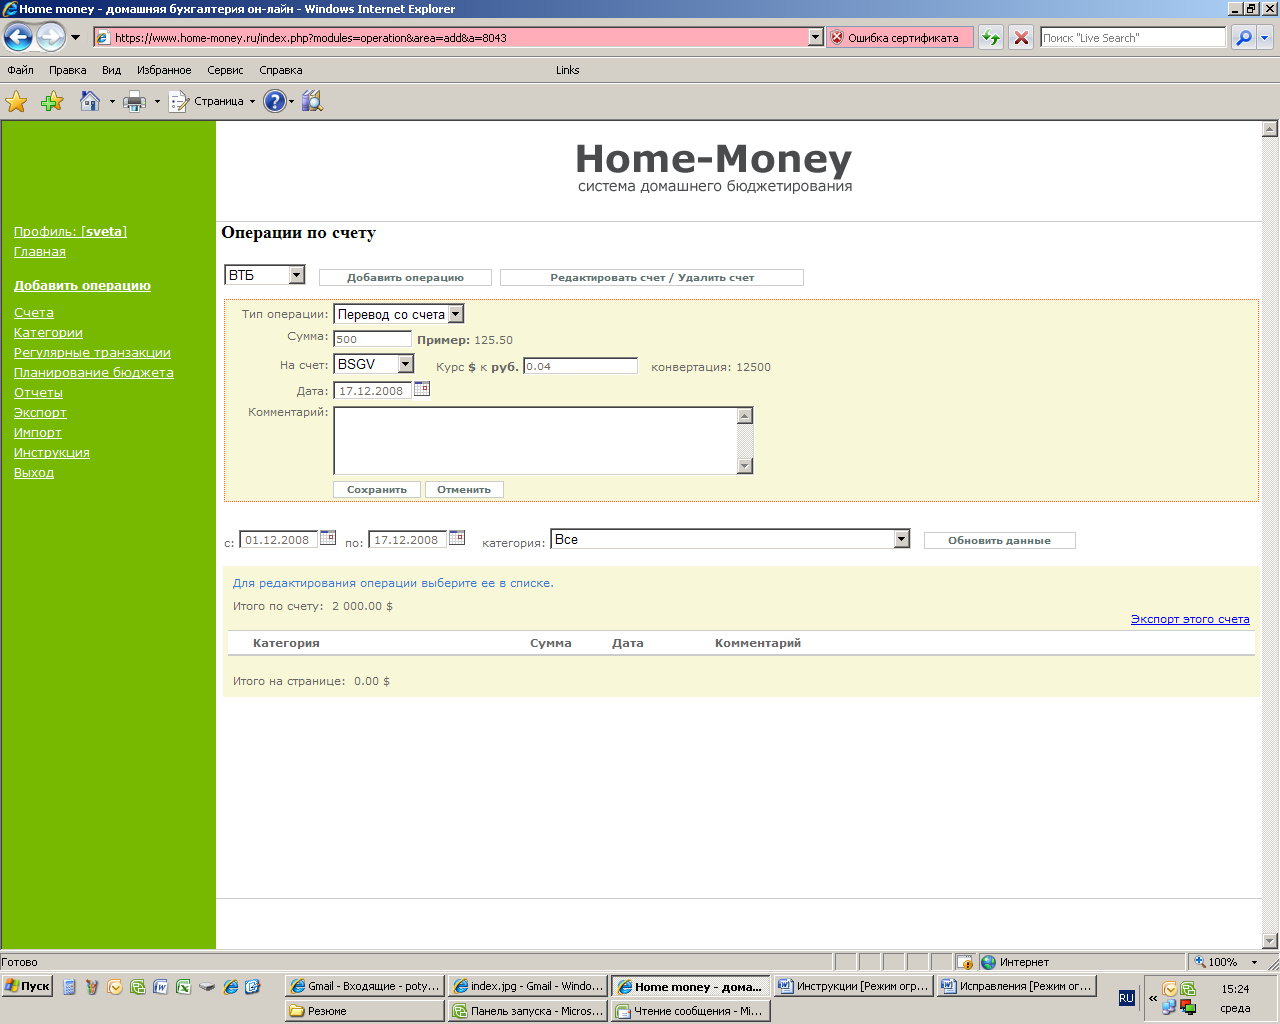 Home money - домашняя бухгалтерия он-лайн - Windows Internet Explorer
https://www.home-money.ru/index.php?modules=operation&area=add&a=8043
Ошибка сертификата
Поиск "Live Search"
Файл Правка Вид Избранное Сервис Справка Links
Страница
Home-Money
система домашнего бюджетирования
Профиль: [sveta]
Главная
Добавить операцию
Счета
Категории
Регулярные транзакции
Планирование бюджета
Отчеты
Экспорт
Импорт
Инструкция
Выход
Операции по счету
ВТБ Добавить операцию Редактировать счет / Удалить счет
Тип операции: Перевод со счета
Сумма: 500 Пример: 125.50
На счет: BSGV Курс $ к руб. 0.04 конвертация: 12500
Дата: 17.12.2008
Комментарий:
Сохранить Отменить
с: 01.12.2008 по: 17.12.2008 категория: Все Обновить данные
Для редактирования операции выберите ее в списке.
Итого по счету: 2 000.00 $
Экспорт этого счета
Категория Сумма Дата Комментарий
Итого на странице: 0.00 $
Готово Интернет 100%
Пуск Gmail - Входящие - poty... index.jpg - Gmail - Windo... Home money - дома... Инструкции [Режим огр... Исправления [Режим ог... RU « 15:24
Резюме Панель запуска - Micros... Чтение сообщения - Mi... среда